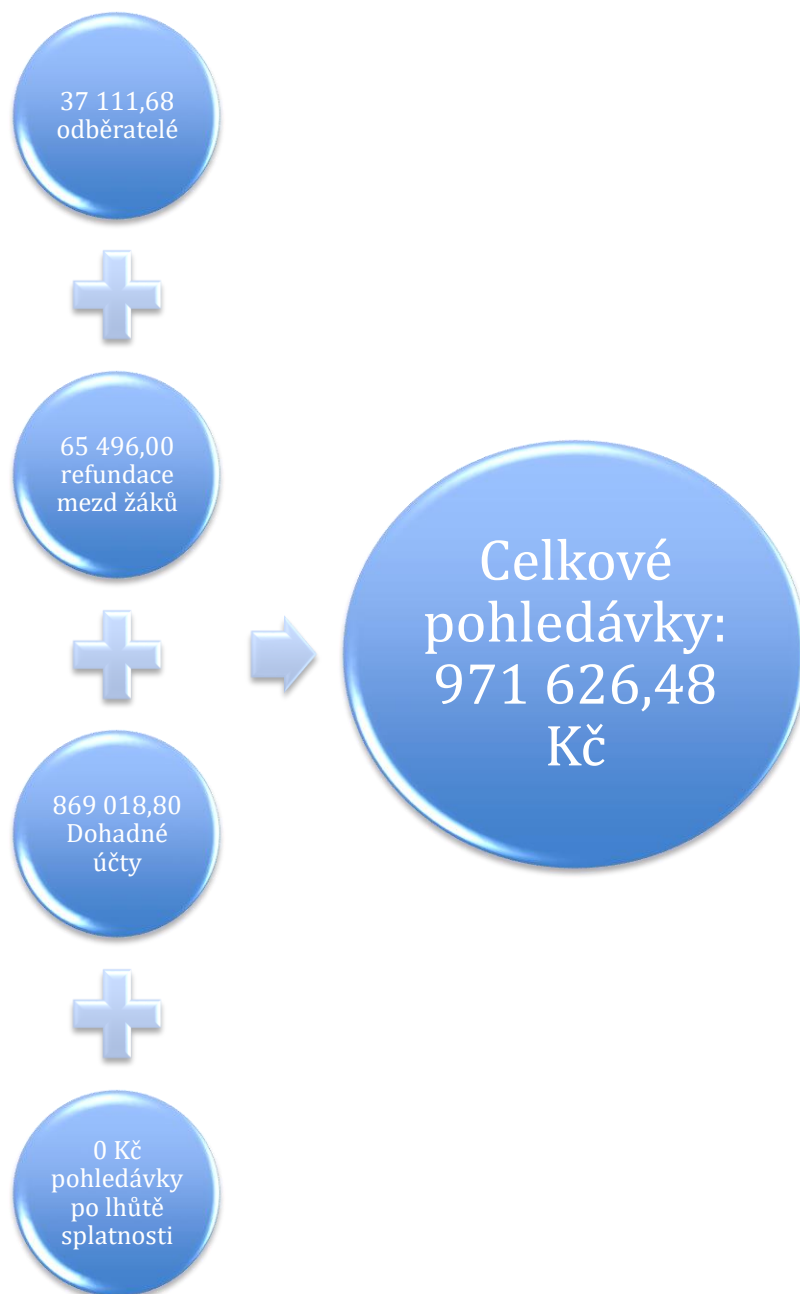 37 111,68
odběratelé
65 496,00
refundace
mezd žáků
869 018,80
Dohadné
účty
0 Kč
pohledávky
po lhůtě
splatnosti
Celkové
pohledávky:
971 626,48
Kč